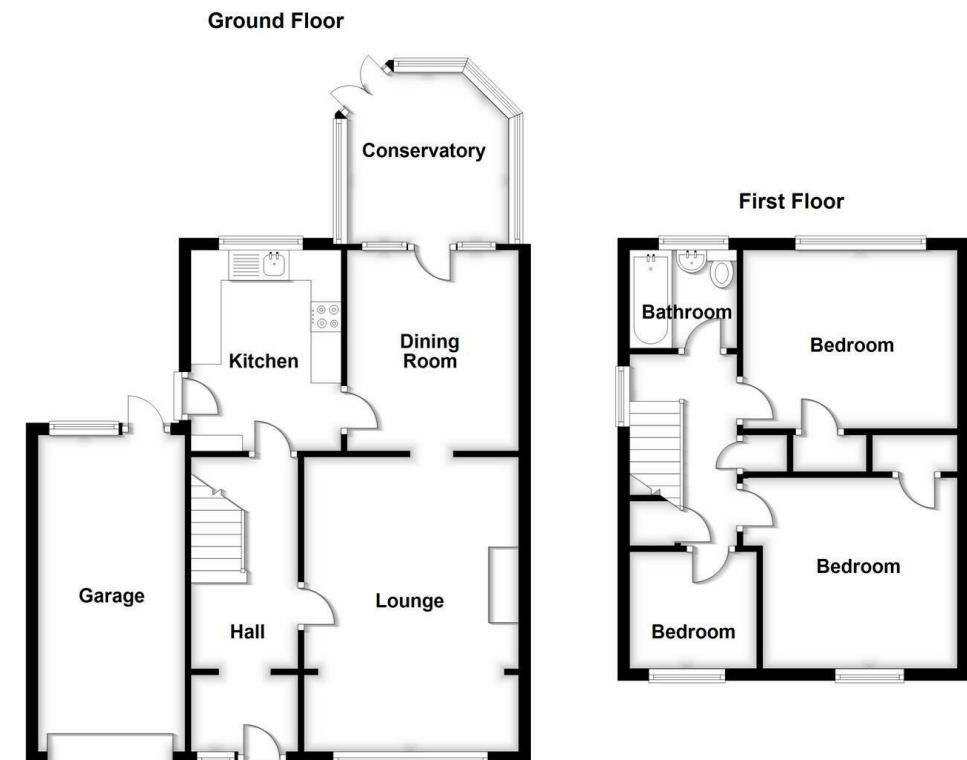 Ground Floor
Conservatory
Kitchen
Dining
Room
Garage
Hall
Lounge
First Floor
Bathroom
Bedroom
Bedroom
Bedroom